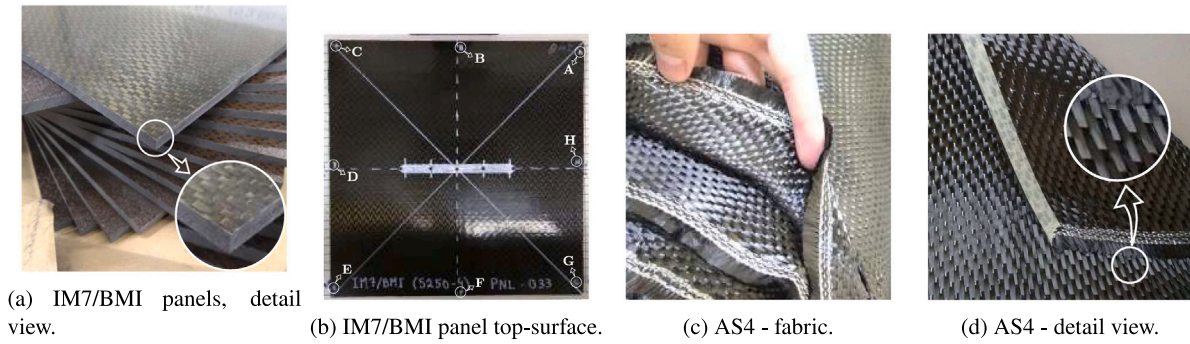 C
B
A
H
D
E
F
G
IM7/BMI (5250-4) PNL - 033
(a) IM7/BMI panels, detail
view.
(b) IM7/BMI panel top-surface.
(c) AS4 - fabric.
(d) AS4 - detail view.